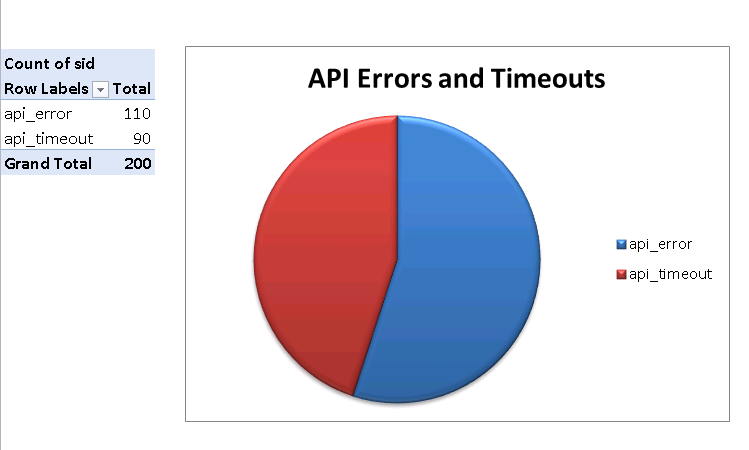 Count of sid
Row Labels Total
api_error 110
api_timeout 90
Grand Total 200
API Errors and Timeouts
api_error
api_timeout